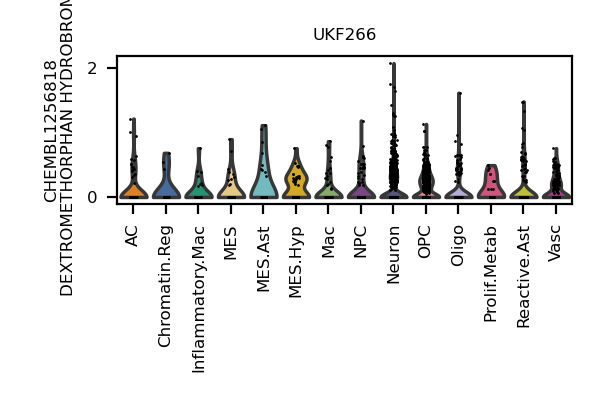 UKF266
CHEMBL1256818
DEXTROMETHORPHAN
2
0
AC
Chromatin.Reg
Inflammatory.Mac
MES
MES.Ast
MES.Hyp
Mac
NPC
Neuron
OPC
Oligo
Prolif.Metab
Reactive.Ast
Vasc